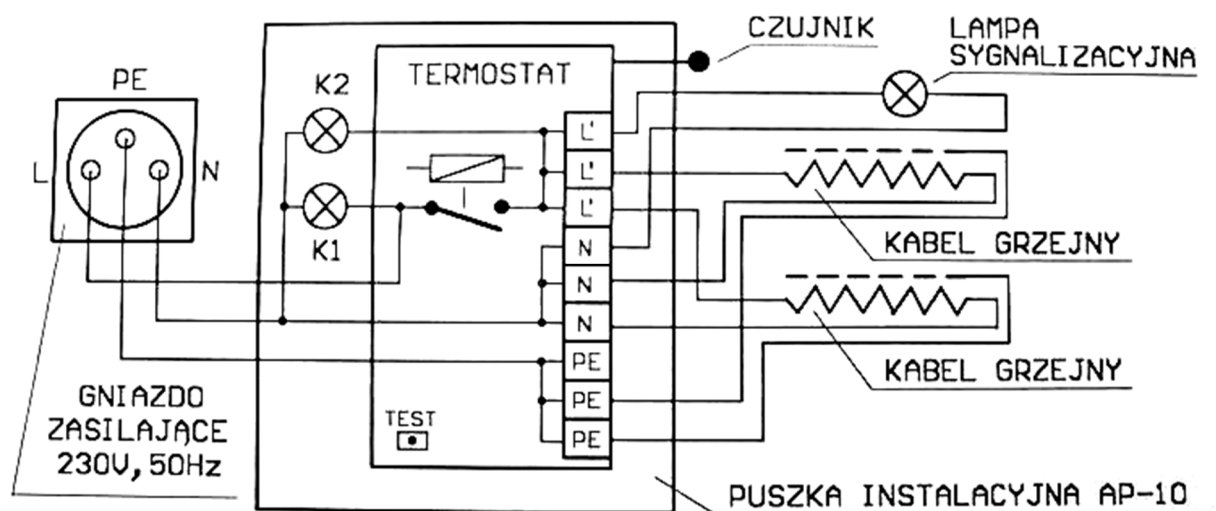 PE
L
N
GNIAZDO
ZASILAJĄCE
230V,50Hz
K2
K1
TERMOSTAT
TEST
L'
L'
L'
N
N
N
PE
PE
PE
CZUJNIK
LAMPA
SYGNALIZACYJNA
KABEL GRZEJNY
KABEL GRZEJNY
PUSZKA INSTALACYJNA AP-10